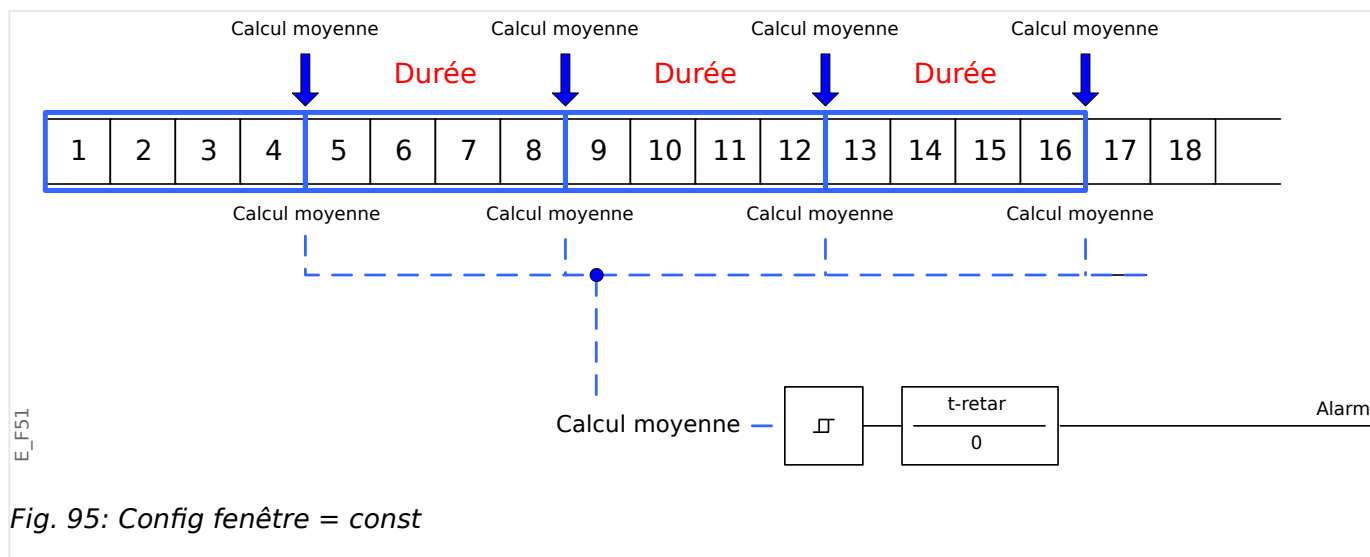 Calcul moyenne Calcul moyenne Calcul moyenne Calcul moyenne
Durée Durée Durée
1 2 3 4 5 6 7 8 9 10 11 12 13 14 15 16 17 18
Calcul moyenne Calcul moyenne Calcul moyenne Calcul moyenne
t-retar
Alarm
Calcul moyenne
0
E_F51
Fig. 95: Config fenêtre = const